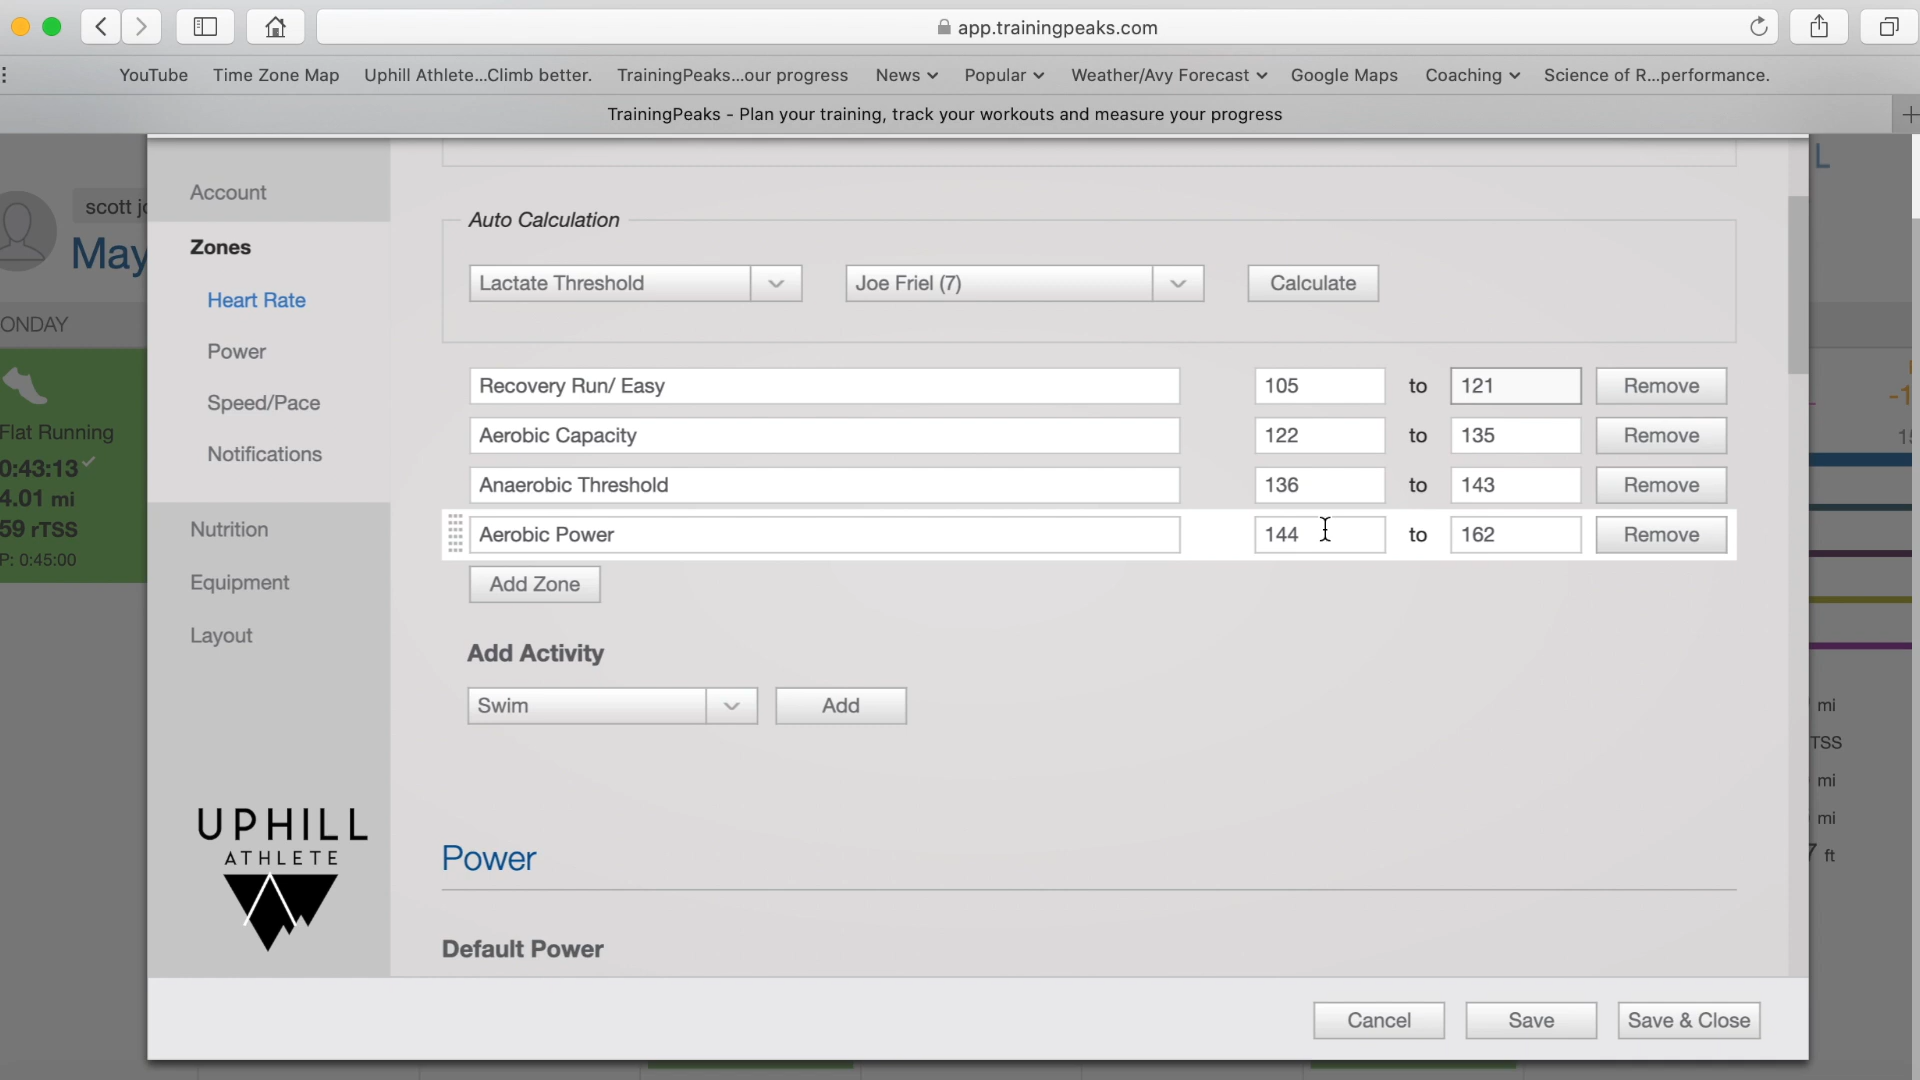 app.trainingpeaks.com
YouTube Time Zone Map Uphill Athlete...Climb better. TrainingPeaks...our progress News Popular Weather/Avy Forecast Google Maps Coaching Science of R...performance.
TrainingPeaks - Plan your training, track your workouts and measure your progress
L
scott jo
May
ONDAY
Flat Running
0:43:13
4.01 mi
59 rTSS
P: 0:45:00
Account
Zones
Heart Rate
Power
Speed/Pace
Notifications
Nutrition
Equipment
Layout
UPHILL
ATHLETE
Auto Calculation
Lactate Threshold Joe Friel (7) Calculate
Recovery Run/ Easy 105 to 121 Remove
Aerobic Capacity 122 to 135 Remove
Anaerobic Threshold 136 to 143 Remove
Aerobic Power 144 to 162 Remove
Add Zone
Add Activity
Swim Add
Power
Default Power
Cancel Save Save & Close
-1
15
mi
TSS
mi
mi
7 ft